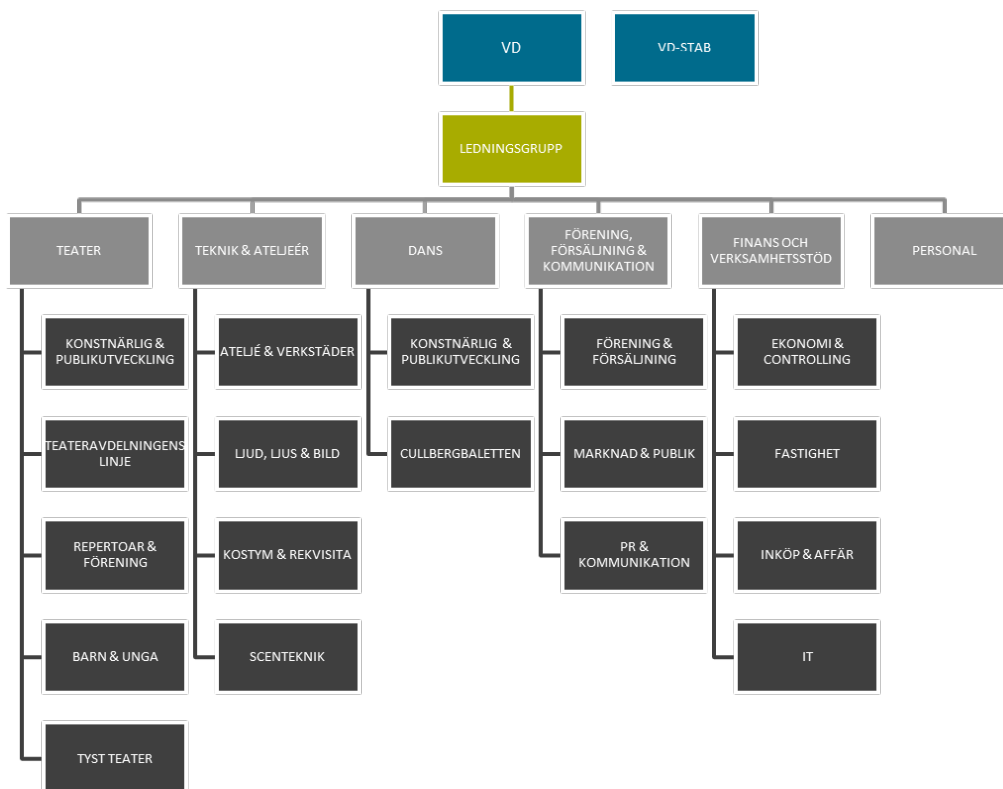 VD
VD-STAB
LEDNINGSGRUPP
TEATER
TEKNIK & ATELJEÉR
DANS
FÖRENING,
FÖRSÄLJNING &
KOMMUNIKATION
FINANS OCH
VERKSAMHETSSTÖD
PERSONAL
KONSTNÄRLIG &
PUBLIKUTVECKLING
TEATERAVDELNINGENS
LINJE
REPERTOAR &
FÖRENING
BARN & UNGA
TYST TEATER
ATELJÉ & VERKSTÄDER
LJUD, LJUS & BILD
KOSTYM & REKVISITA
SCENTEKNIK
KONSTNÄRLIG &
PUBLIKUTVECKLING
CULLBERGBALETTEN
FÖRENING &
FÖRSÄLJNING
MARKNAD & PUBLIK
PR &
KOMMUNIKATION
EKONOMI &
CONTROLLING
FASTIGHET
INKÖP & AFFÄR
IT